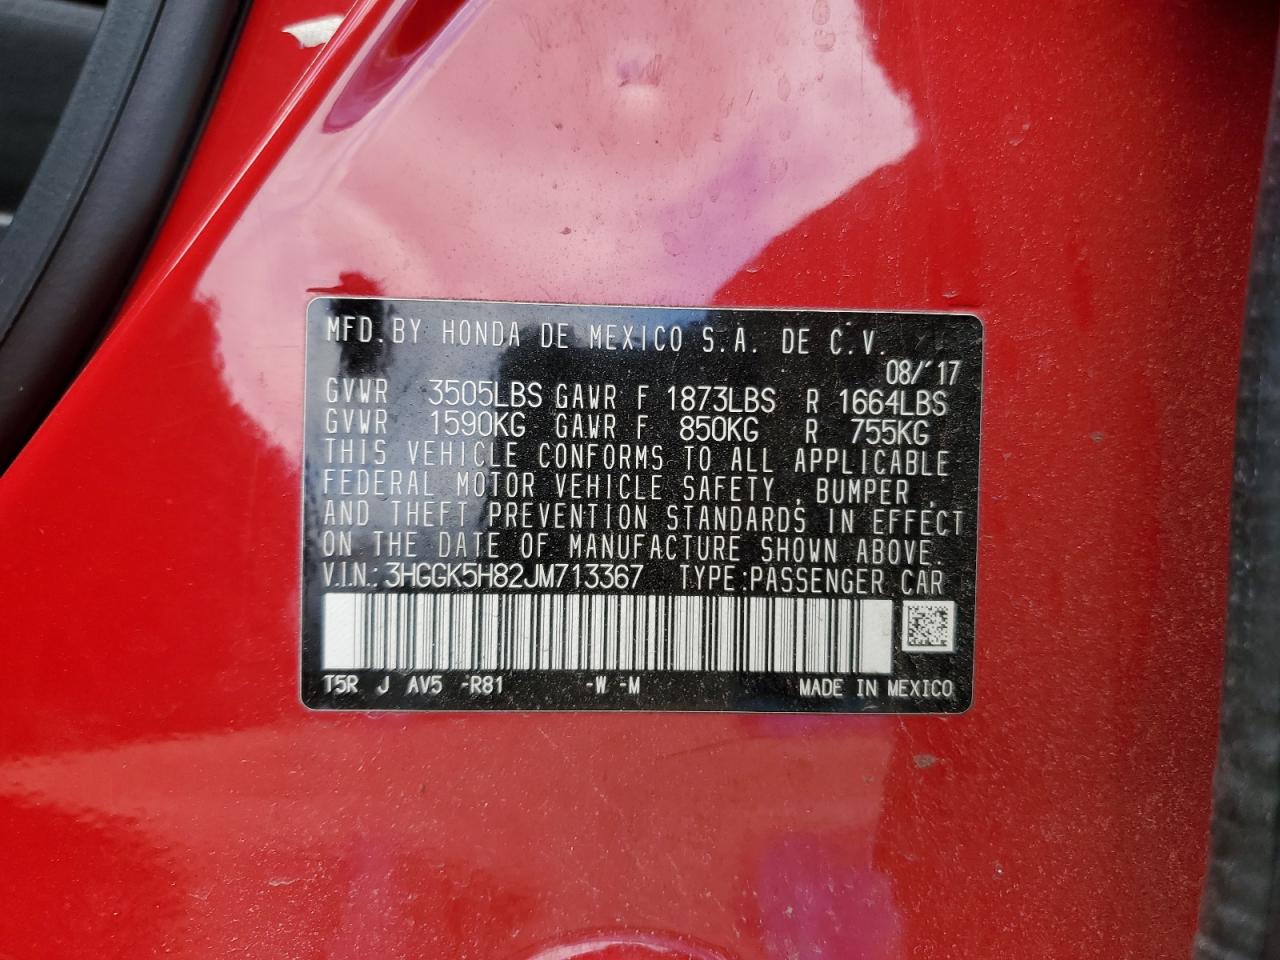 MFD. BY HONDA DE MEXICO S.A. DE C.V.
08/'17
GVWR 3505LBS GAWR F 1873LBS R 1664LBS
GVWR 1590KG GAWR F 850KG R 755KG
THIS VEHICLE CONFORMS TO ALL APPLICABLE
FEDERAL MOTOR VEHICLE SAFETY , BUMPER ,
AND THEFT PREVENTION STANDARDS IN EFFECT
ON THE DATE OF MANUFACTURE SHOWN ABOVE.
V.I.N.: 3HGGK5H82JM713367 TYPE:PASSENGER CAR
T5R J AV5 -R81 -W -M MADE IN MEXICO